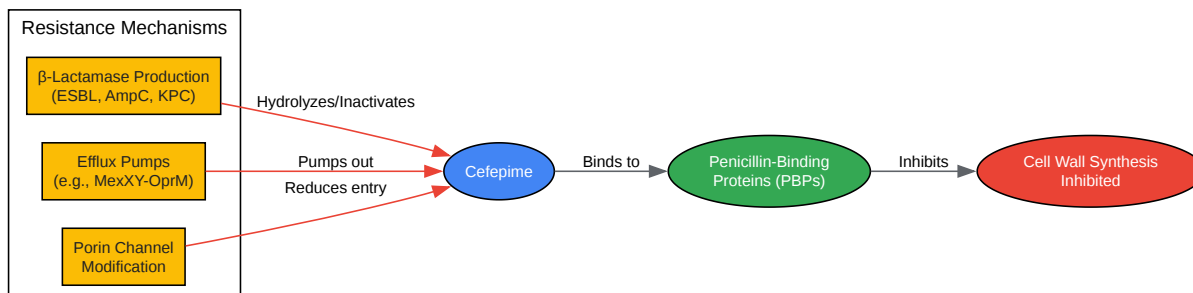 Resistance Mechanisms
β-Lactamase Production
(ESBL, AmpC, KPC)
Hydrolyzes/Inactivates
Efflux Pumps
(e.g., MexXY-OprM)
Pumps out
Reduces entry
Porin Channel
Modification
Cefepime
Binds to
Penicillin-Binding
Proteins (PBPs)
Inhibits
Cell Wall Synthesis
Inhibited